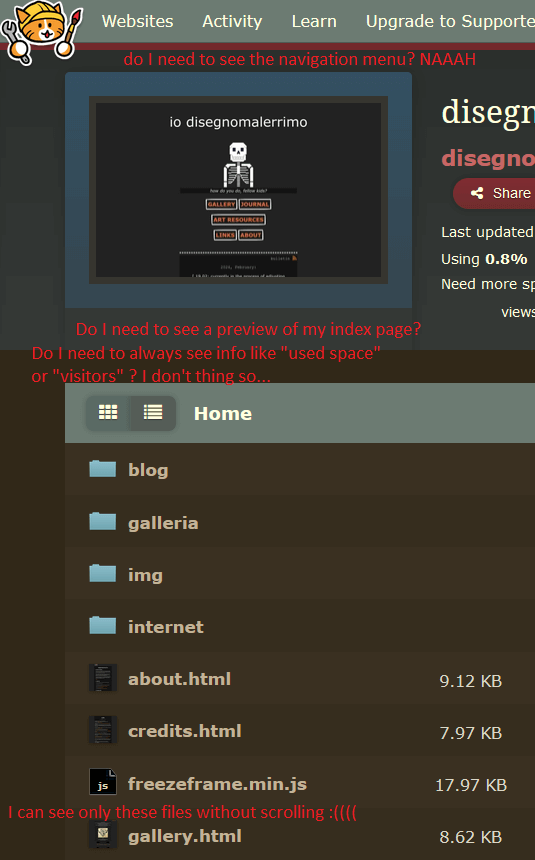 Websites Activity Learn Upgrade to Supporte
do I need to see the navigation menu? NAAAH
io disegnomalerrimo
how do you do, fellow kids?
GALLERY JOURNAL
ART RESOURCES
LINKS ABOUT
disegn
disegno
Share
Last updated
Using 0.8%
Need more sp
views
Do I need to see a preview of my index page?
Do I need to always see info like "used space"
or "visitors" ? I don't thing so...
Home
blog
galleria
img
internet
about.html 9.12 KB
credits.html 7.97 KB
js freezeframe.min.js 17.97 KB
I can see only these files without scrolling :((((
gallery.html 8.62 KB